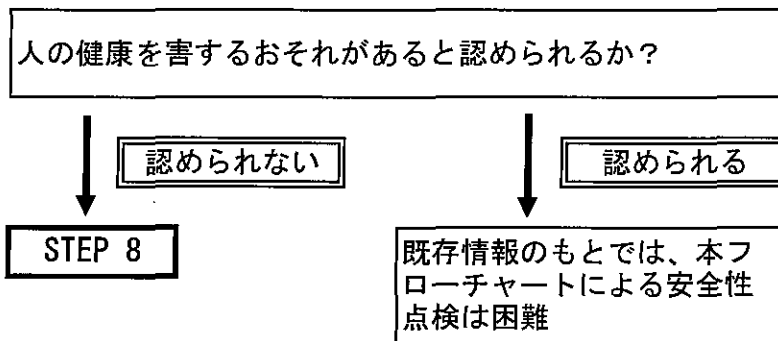 人の健康を害するおそれがあると認められるか？
認められない
認められる
STEP 8
既存情報のもとでは、本フ
ローチャートによる安全性
点検は困難